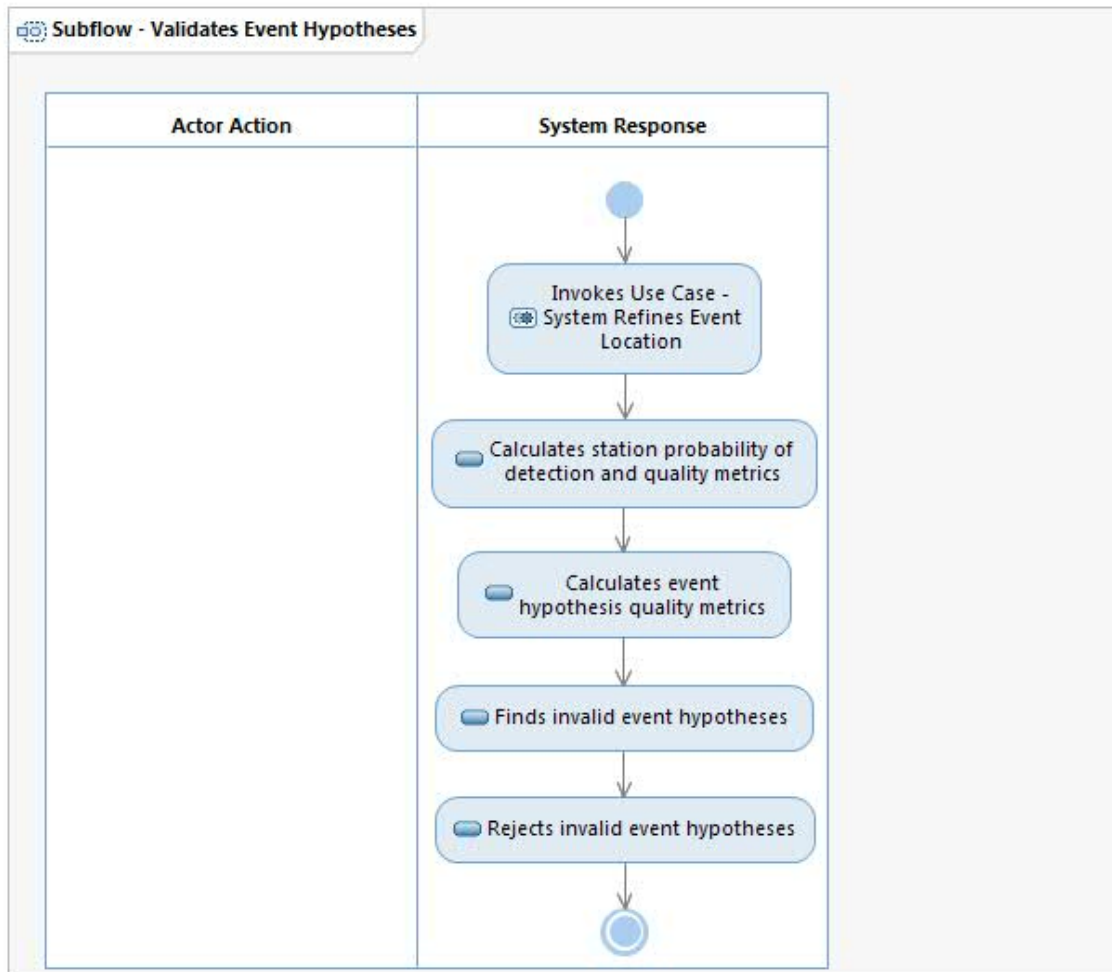 Subflow - Validates Event Hypotheses
Actor Action
System Response
Invokes Use Case -
System Refines Event
Location
Calculates station probability of
detection and quality metrics
Calculates event
hypothesis quality metrics
Finds invalid event hypotheses
Rejects invalid event hypotheses